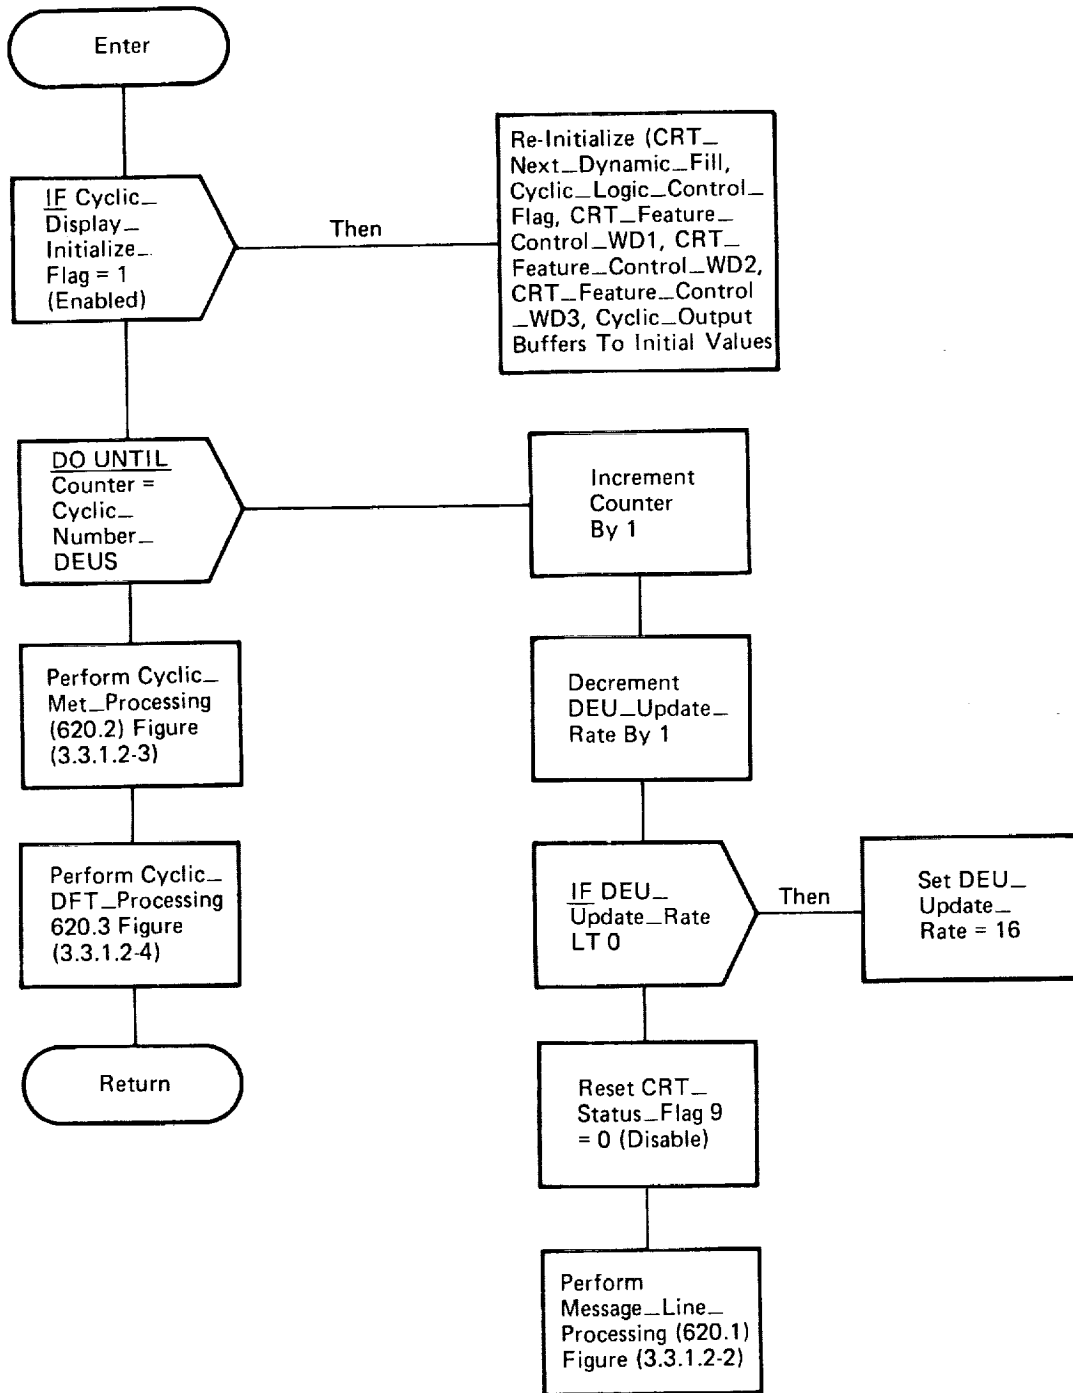 Enter
IF Cyclic_
Display_
Initialize_
Flag = 1
(Enabled)
Then
Re-Initialize (CRT_
Next_Dynamic_Fill,
Cyclic_Logic_Control_
Flag, CRT_Feature_
Control_WD1, CRT_
Feature_Control_WD2,
CRT_Feature_Control
_WD3, Cyclic_Output
Buffers To Initial Values
DO UNTIL
Counter =
Cyclic_
Number_
DEUS
Increment
Counter
By 1
Perform Cyclic_
Met_Processing
(620.2) Figure
(3.3.1.2-3)
Decrement
DEU_Update_
Rate By 1
Perform Cyclic_
DFT_Processing
620.3 Figure
(3.3.1.2-4)
IF DEU_
Update_Rate
LT 0
Then
Set DEU_
Update_
Rate = 16
Return
Reset CRT_
Status_Flag 9
= 0 (Disable)
Perform
Message_Line_
Processing (620.1)
Figure (3.3.1.2-2)